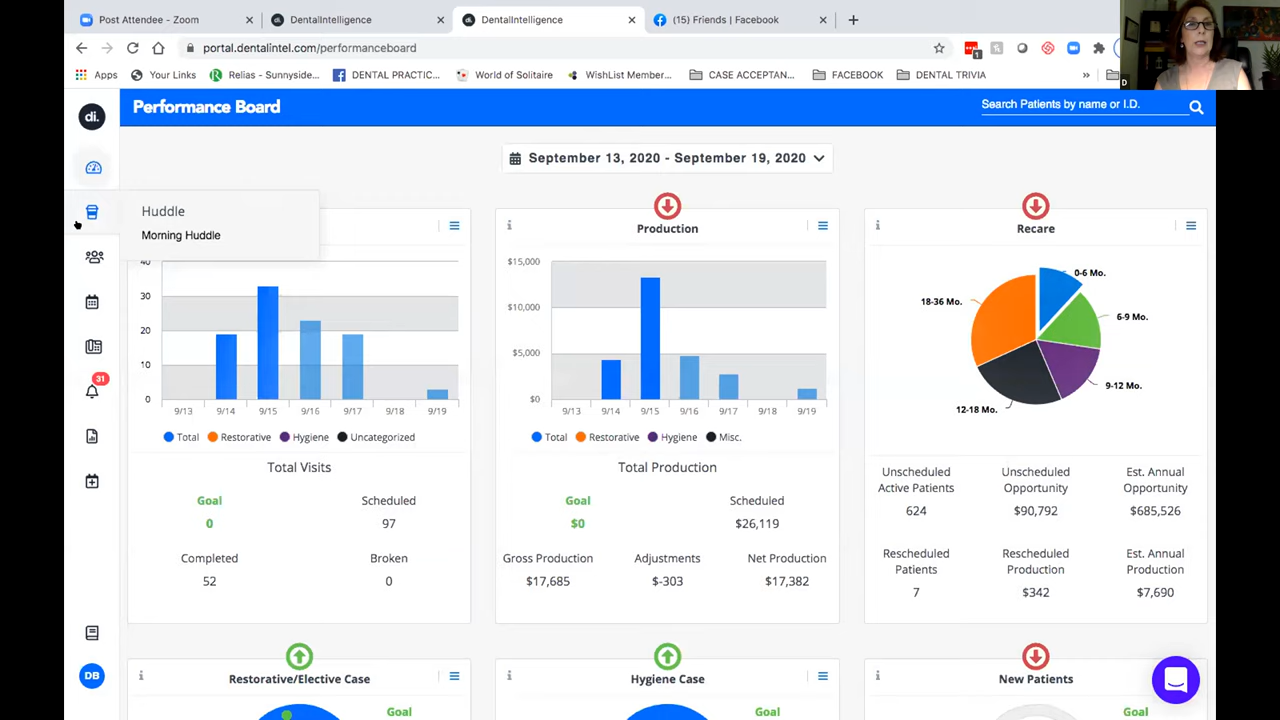 Post Attendee - Zoom
DentalIntelligence
DentalIntelligence
(15) Friends | Facebook
portal.dentalintel.com/performanceboard
1
Apps
Your Links
Relias - Sunnyside...
DENTAL PRACTIC...
World of Solitaire
WishList Member...
CASE ACCEPTAN...
FACEBOOK
DENTAL TRIVIA
»
D
di.
Performance Board
Search Patients by name or I.D.
September 13, 2020 - September 19, 2020
Huddle
Morning Huddle
31
DB
40
30
20
10
0
9/13 9/14 9/15 9/16 9/17 9/18 9/19
Total Restorative Hygiene Uncategorized
Total Visits
Goal Scheduled
0 97
Completed Broken
52 0
Production
$15,000
$10,000
$5,000
$0
9/13 9/14 9/15 9/16 9/17 9/18 9/19
Total Restorative Hygiene Misc.
Total Production
Goal Scheduled
$0 $26,119
Gross Production Adjustments Net Production
$17,685 $-303 $17,382
Recare
0-6 Mo.
18-36 Mo.
6-9 Mo.
9-12 Mo.
12-18 Mo.
Unscheduled Unscheduled Est. Annual
Active Patients Opportunity Opportunity
624 $90,792 $685,526
Rescheduled Rescheduled Est. Annual
Patients Production Production
7 $342 $7,690
Restorative/Elective Case
Goal
Hygiene Case
Goal
New Patients
Goal